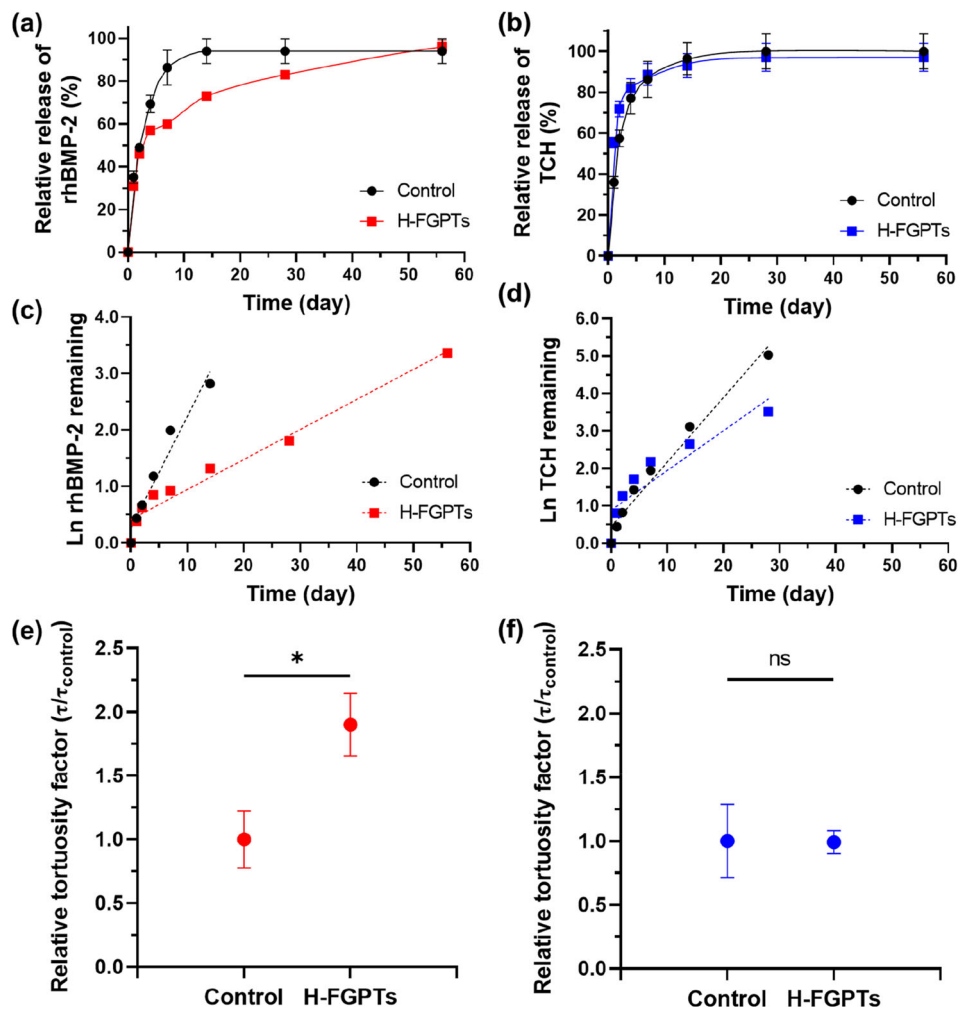 (a)
Relative release of
rhBMP-2 (%)
100
80
60
40
20
0
0 10 20 30 40 50 60
Time (day)
Control
H-FGPTs
(b)
Relative release of
TCH (%)
100
80
60
40
20
0
0 10 20 30 40 50 60
Time (day)
Control
H-FGPTs
(c)
Ln rhBMP-2 remaining
4.0
3.0
2.0
1.0
0.0
0 10 20 30 40 50 60
Time (day)
Control
H-FGPTs
(d)
Ln TCH remaining
6.0
5.0
4.0
3.0
2.0
1.0
0.0
0 10 20 30 40 50 60
Time (day)
Control
H-FGPTs
(e)
Relative tortuosity factor (τ/τcontrol)
2.5
2.0
1.5
1.0
0.5
0.0
*
Control H-FGPTs
(f)
Relative tortuosity factor (τ/τcontrol)
2.5
2.0
1.5
1.0
0.5
0.0
ns
Control H-FGPTs